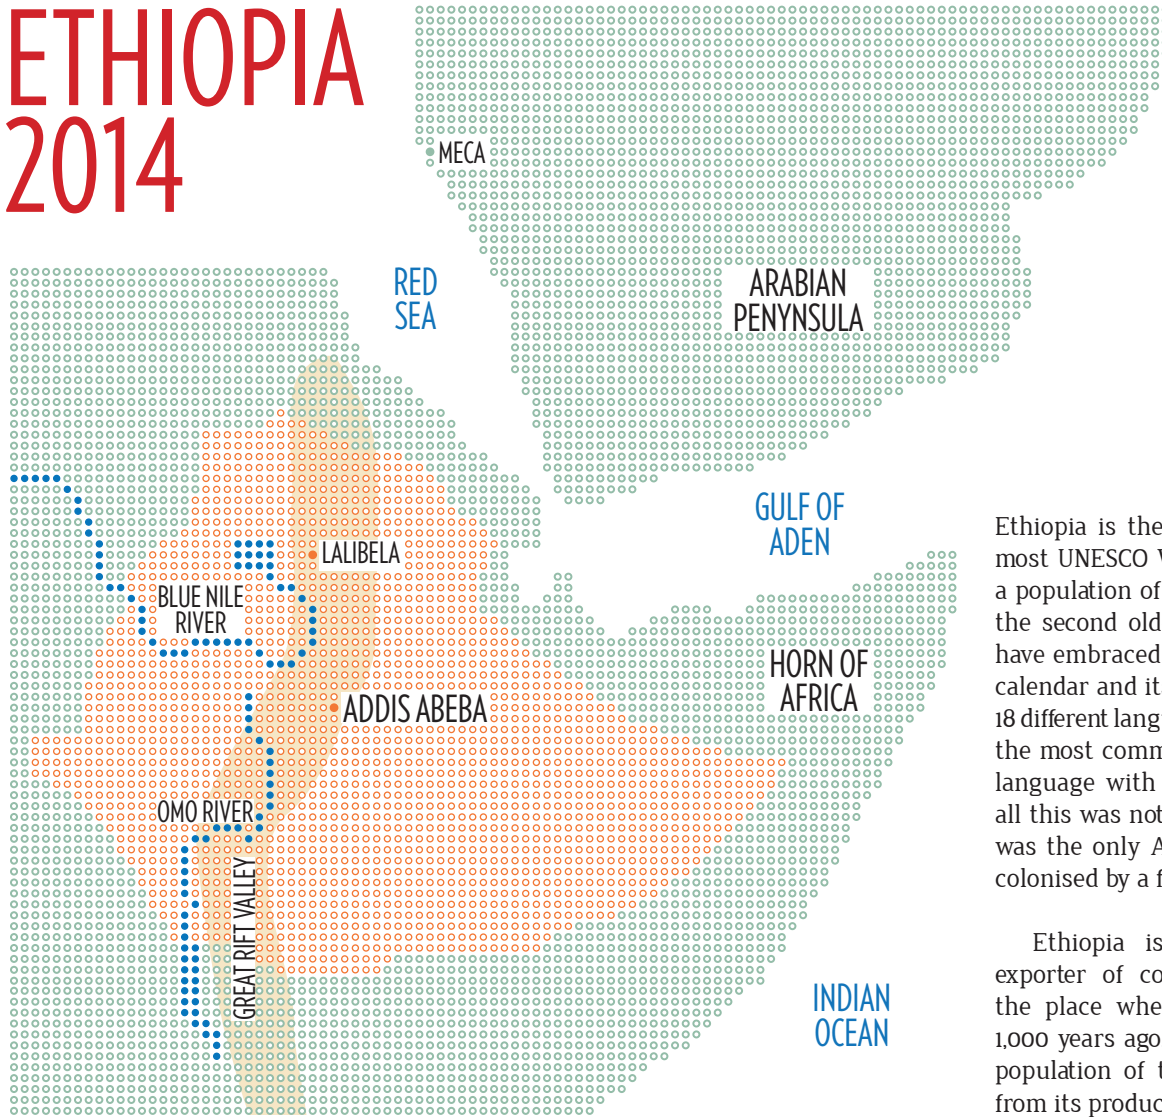 ETHIOPIA
2014
MECA
RED
SEA
ARABIAN
PENYNSULA
GULF OF
ADEN
LALIBELA
BLUE NILE
RIVER
HORN OF
AFRICA
ADDIS ABEBA
OMO RIVER
GREAT RIFT VALLEY
INDIAN
OCEAN
Ethiopia is the
most UNESCO
a population of
the second old
have embraced
calendar and it
18 different lang
the most comm
language with
all this was not
was the only A
colonised by a f
Ethiopia is
exporter of co
the place whe
1,000 years ago
population of t
from its produc